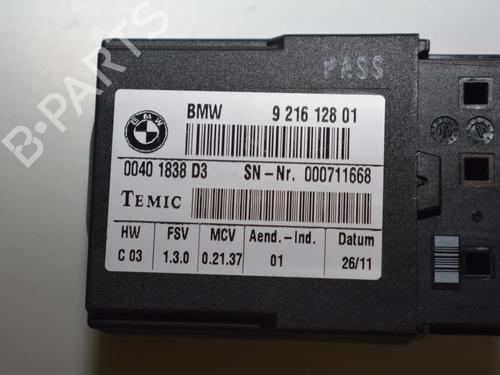 PASS
BMW 9 216 128 01
BMW
0040 1838 D3 SN-Nr. 000711668
TEMIC
HW FSV MCV Aend.-Ind. Datum
C 03 1.3.0 0.21.37 01 26/11
B-PARTS